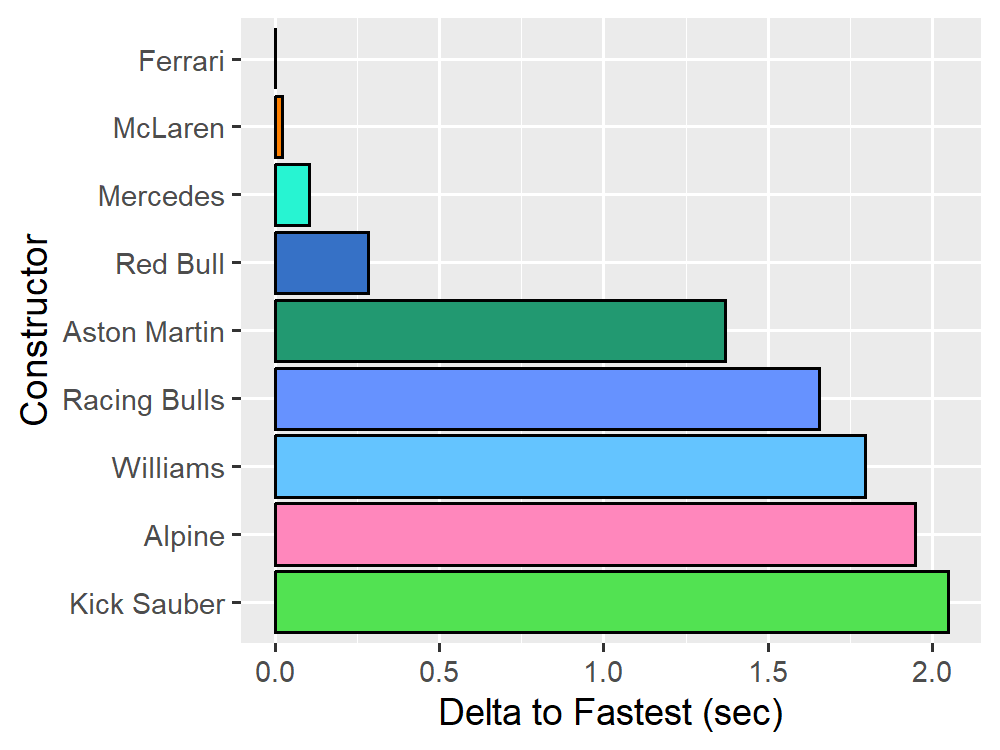 Ferrari
McLaren
Mercedes
Red Bull
Aston Martin
Racing Bulls
Williams
Alpine
Kick Sauber
Constructor
0.0 0.5 1.0 1.5 2.0
Delta to Fastest (sec)